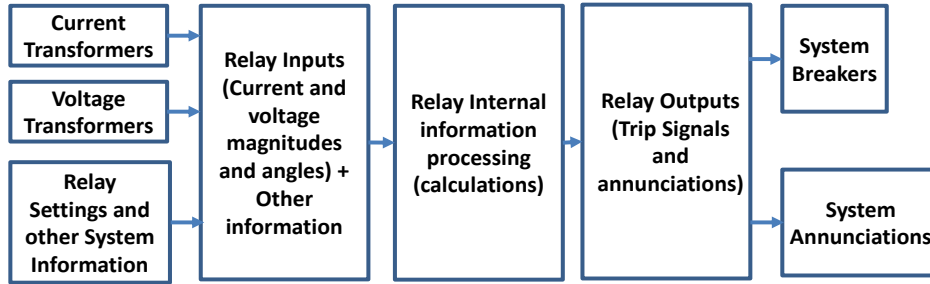 Current
Transformers
Voltage
Transformers
Relay
Settings and
other System
Information
Relay Inputs
(Current and
voltage
magnitudes
and angles) +
Other
information
Relay Internal
information
processing
(calculations)
Relay Outputs
(Trip Signals
and
annunciations)
System
Breakers
System
Annunciations